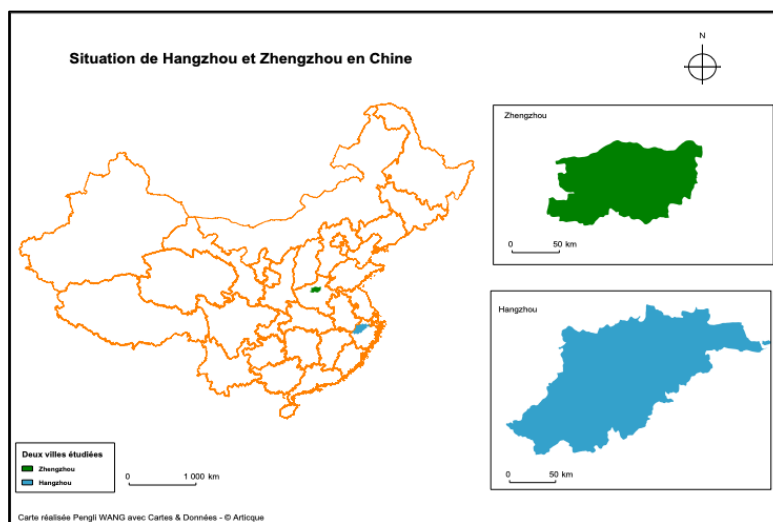 Situation de Hangzhou et Zhengzhou en Chine
N
Zhengzhou
0 50 km
Hangzhou
0 50 km
Deux villes étudiées
Zhengzhou
Hangzhou
0 1 000 km
Carte réalisée Pengli WANG avec Cartes & Données - © Articque